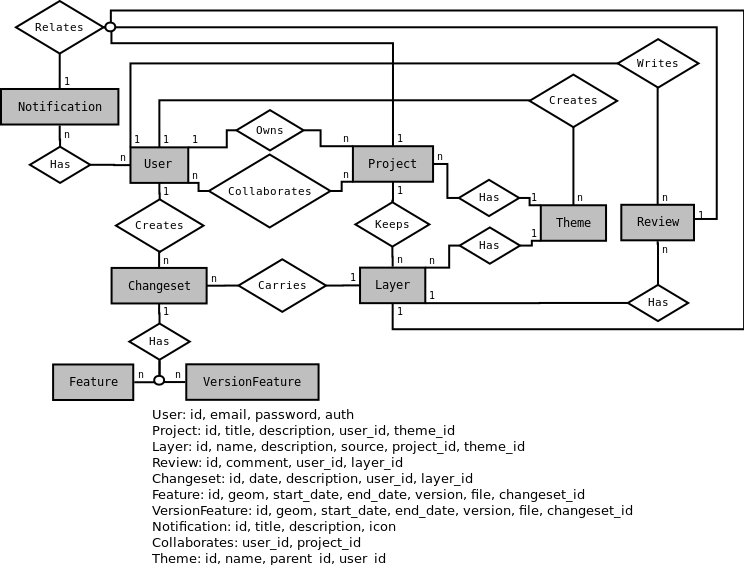 Relates
Writes
1
Creates
Notification
n
1
1
1
Owns
n
1
Has
n
User
Project
n
n
Collaborates
n
1
1
Has
1
n
n
Creates
Keeps
Theme
Review
1
Has
1
n
n
n
n
Changeset
n
Carries
1
Layer
1
Has
1
1
Has
Feature
n
n
VersionFeature
User: id, email, password, auth
Project: id, title, description, user_id, theme_id
Layer: id, name, description, source, project_id, theme_id
Review: id, comment, user_id, layer_id
Changeset: id, date, description, user_id, layer_id
Feature: id, geom, start_date, end_date, version, file, changeset_id
VersionFeature: id, geom, start_date, end_date, version, file, changeset_id
Notification: id, title, description, icon
Collaborates: user_id, project_id
Theme: id, name, parent_id, user_id